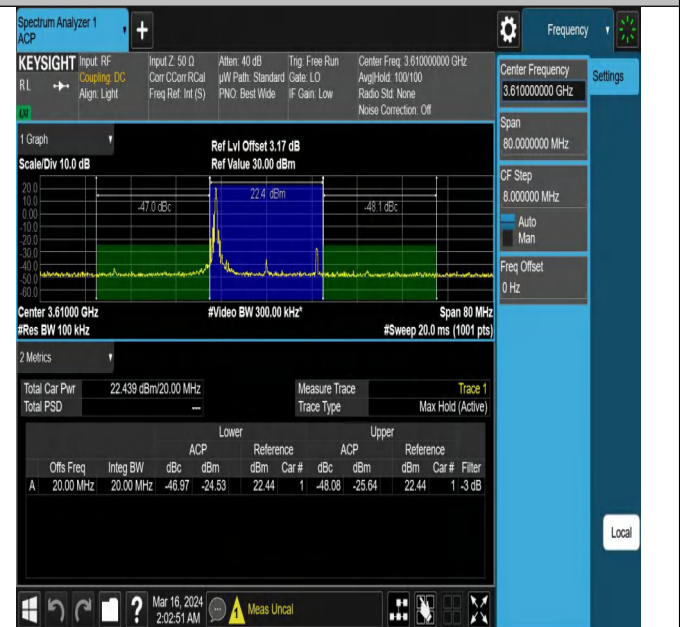 Spectrum Analyzer 1
ACP
+
Frequency
KEYSIGHT
Input: RF
Input Z: 50 Ω
Atten: 40 dB
Trig: Free Run
Center Freq: 3.610000000 GHz
RL
Coupling: DC
Corr CCorr RCal
µW Path: Standard
Gate: LO
Avg|Hold: 100/100
Align: Light
Freq Ref: Int (S)
PNO: Best Wide
IF Gain: Low
Radio Std: None
Noise Correction: Off
Center Frequency
3.610000000 GHz
Settings
Span
80.0000000 MHz
CF Step
8.000000 MHz
Auto
Man
Freq Offset
0 Hz
1 Graph
Ref Lvl Offset 3.17 dB
Scale/Div 10.0 dB
Ref Value 30.00 dBm
20.0
10.0
0.00
-10.0
-20.0
-30.0
-40.0
-50.0
-60.0
-47.0 dBc
22.4 dBm
-48.1 dBc
Center 3.61000 GHz
#Video BW 300.00 kHz*
Span 80 MHz
#Res BW 100 kHz
#Sweep 20.0 ms (1001 pts)
2 Metrics
Total Car Pwr 22.439 dBm/20.00 MHz
Measure Trace Trace 1
Total PSD ---
Trace Type Max Hold (Active)
Lower Upper
ACP Reference ACP Reference
Offs Freq Integ BW dBc dBm dBm Car # dBc dBm dBm Car # Filter
A 20.00 MHz 20.00 MHz -46.97 -24.53 22.44 1 -48.08 -25.64 22.44 1 -3 dB
Local
?
Mar 16, 2024
2:02:51 AM
1
Meas Uncal